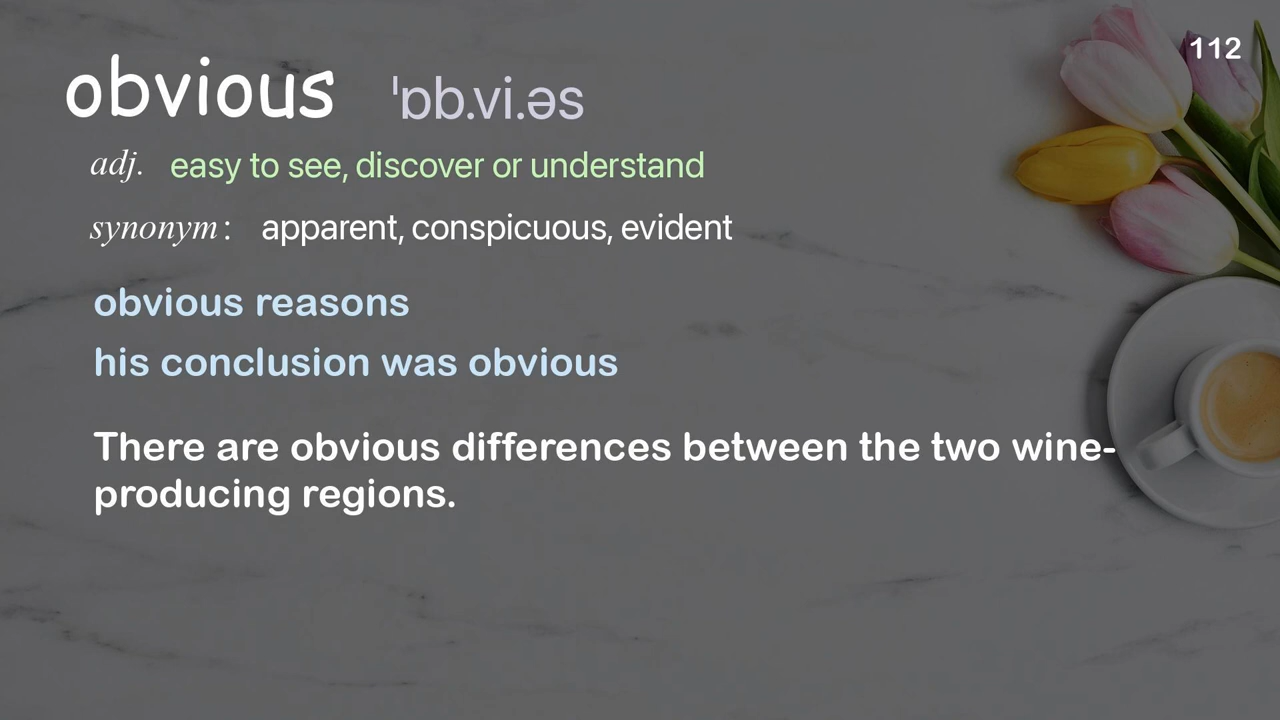 112
obvious ˈɒb.vi.əs
adj. easy to see, discover or understand
synonym: apparent, conspicuous, evident
obvious reasons
his conclusion was obvious
There are obvious differences between the two wine-
producing regions.